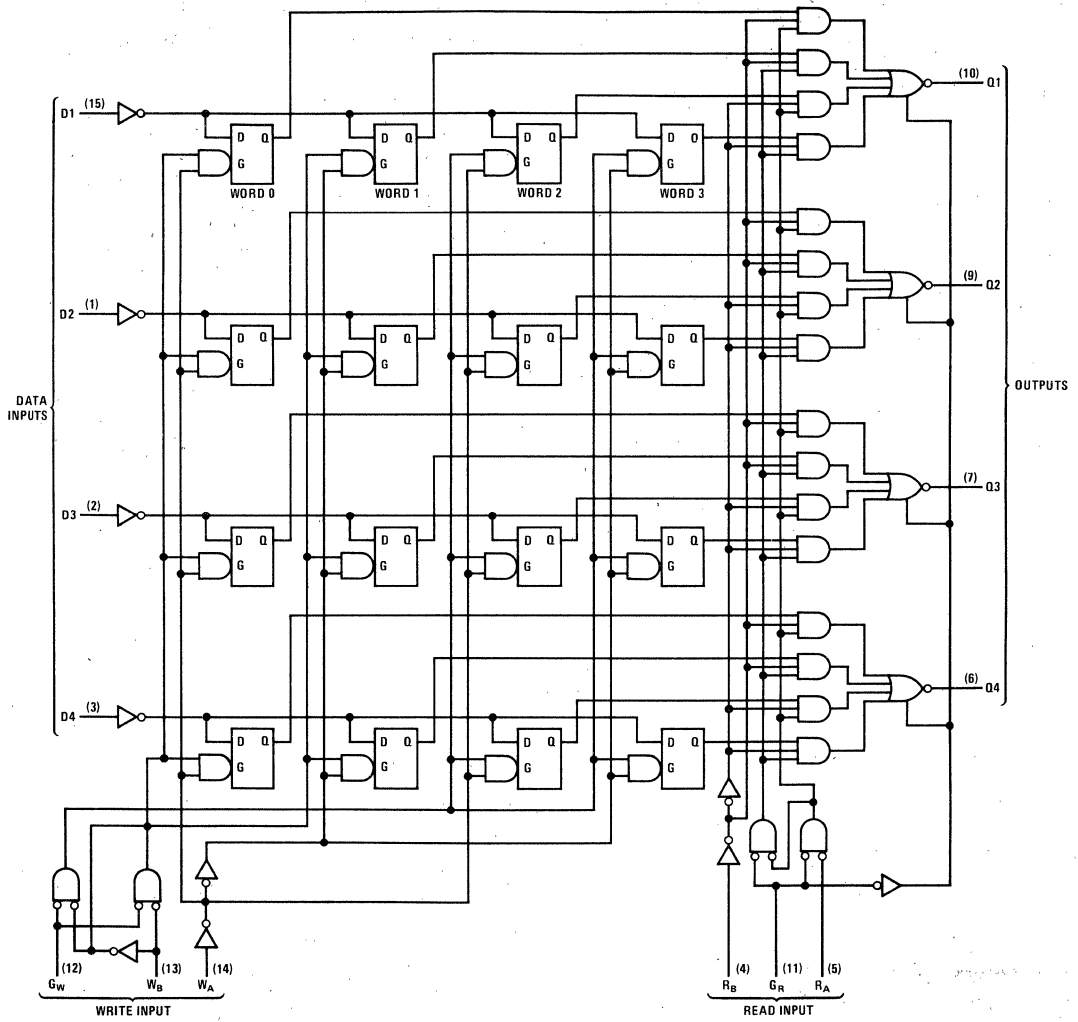 (10) Q1
D1 (15)
D Q D Q D Q D Q
G G G G
WORD 0 WORD 1 WORD 2 WORD 3
(9) Q2
D2 (1)
D Q D Q D Q D Q
G G G G
DATA INPUTS
OUTPUTS
(7) Q3
D3 (2)
D Q D Q D Q D Q
G G G G
(6) Q4
D4 (3)
D Q D Q D Q D Q
G G G G
(12) (13) (14) (4) (11) (5)
GW WB WA RB GR RA
WRITE INPUT READ INPUT